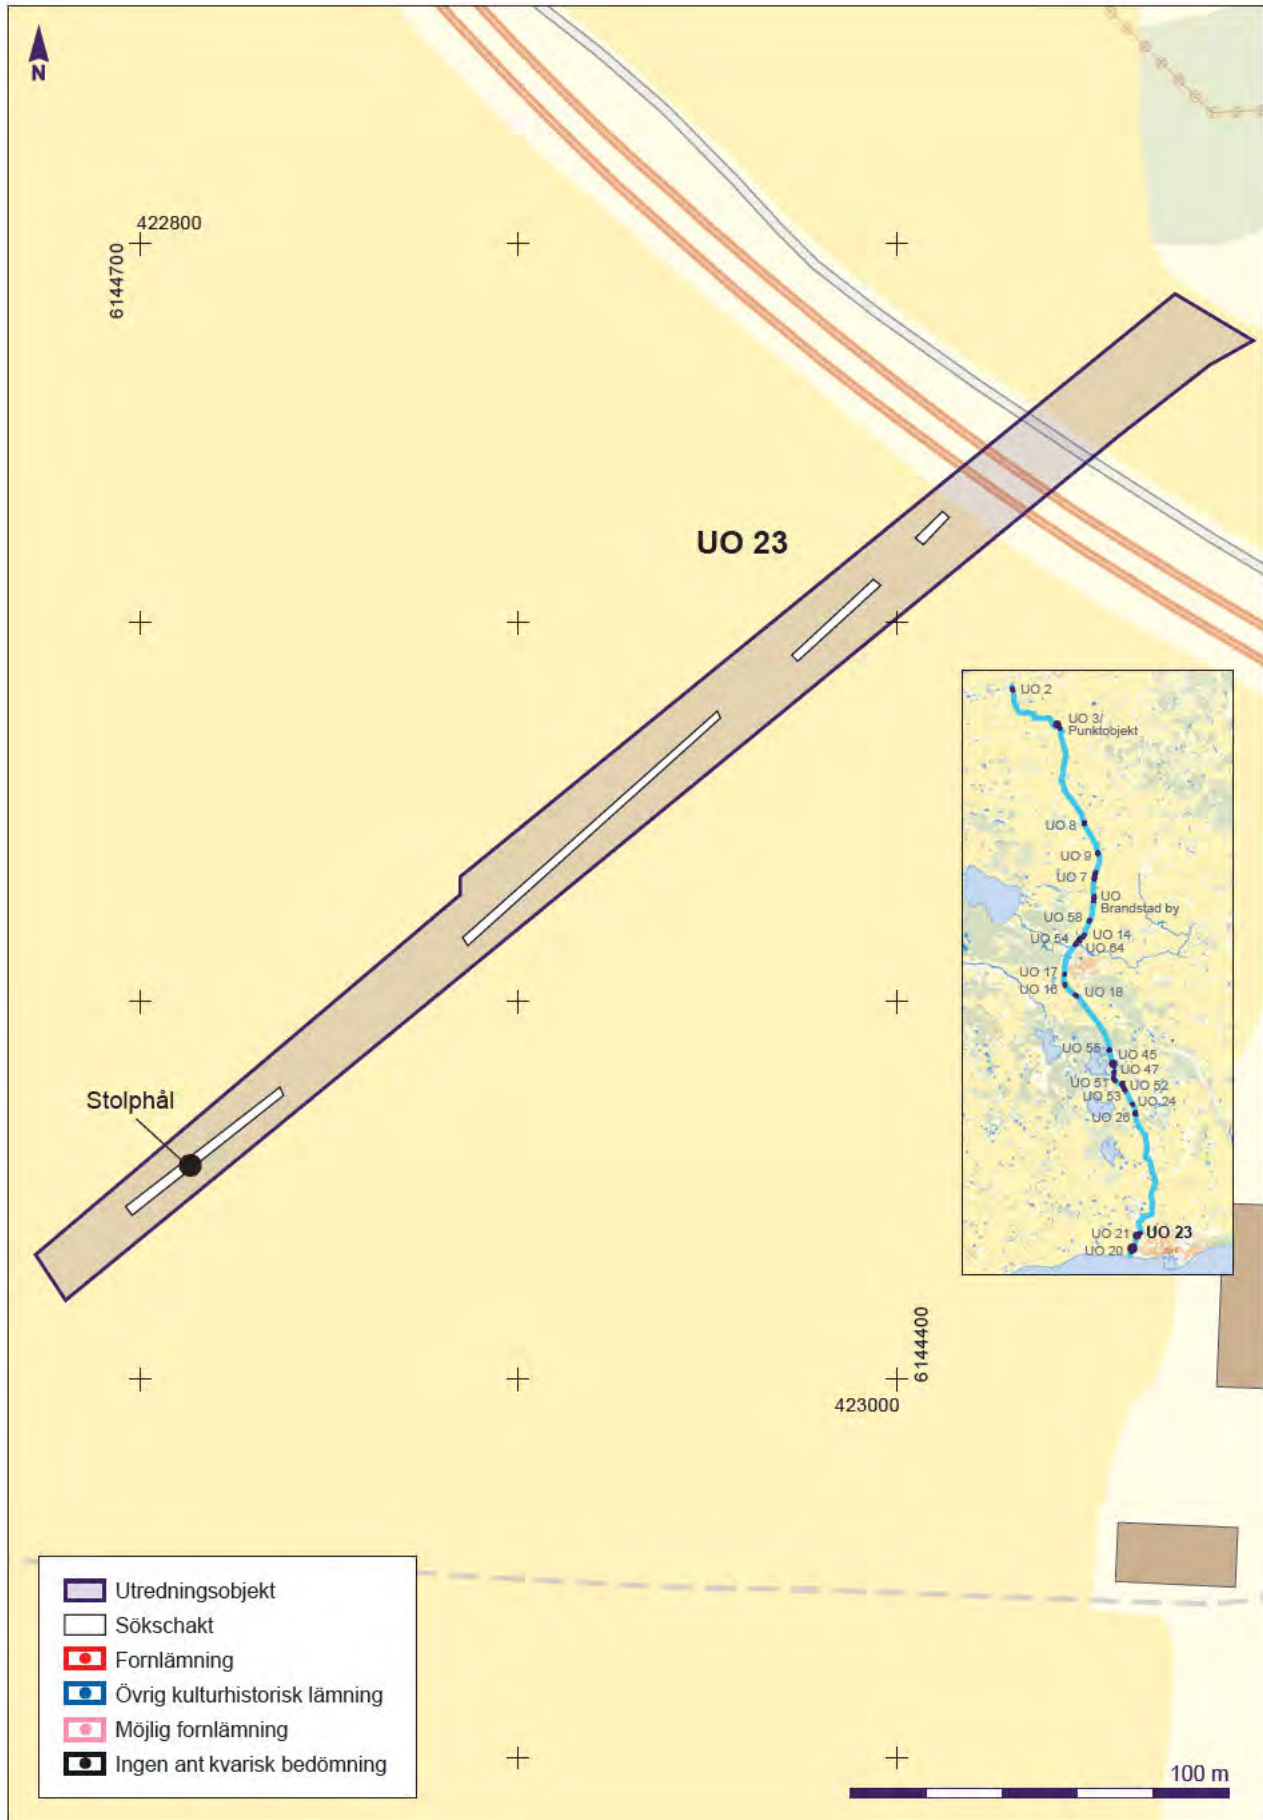 N
422800
6144700
UO 23
UO 2
UO 3/
Punktobjekt
UO 8
UO 9
UO 7
UO
Brandstad by
UO 58
UO 14
UO 54
UO 64
UO 17
UO 16
UO 18
UO 55
UO 45
UO 47
UO 51
UO 52
UO 53
UO 24
UO 26
UO 21
UO 23
UO 20
Stolphål
6144400
423000
Utredningsobjekt
Sökschakt
Fornlämning
Övrig kulturhistorisk lämning
Möjlig fornlämning
Ingen ant kvarisk bedömning
100 m